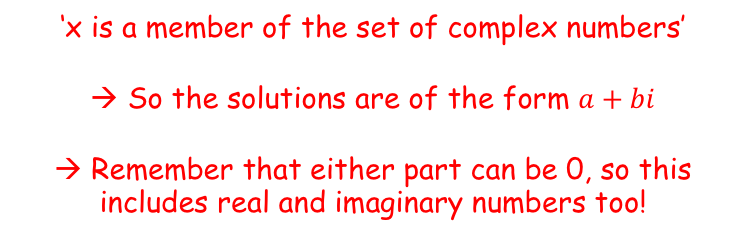 ‘x is a member of the set of complex numbers’
→ So the solutions are of the form a + bi
→ Remember that either part can be 0, so this
includes real and imaginary numbers too!